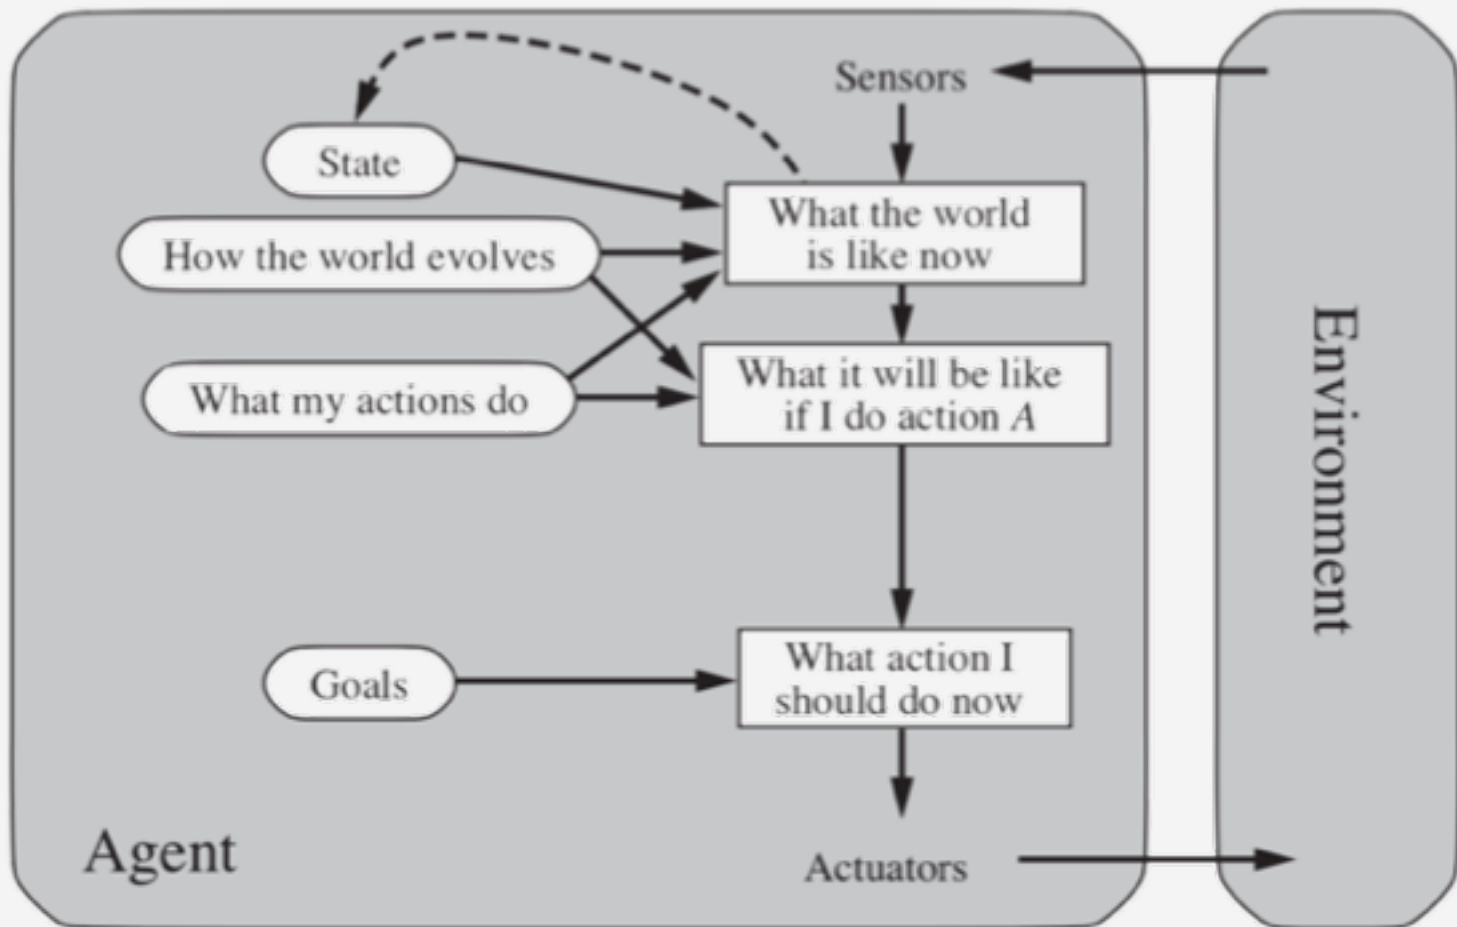 Sensors
State
What the world
is like now
How the world evolves
What my actions do
What it will be like
if I do action A
Goals
What action I
should do now
Agent
Actuators
Environment